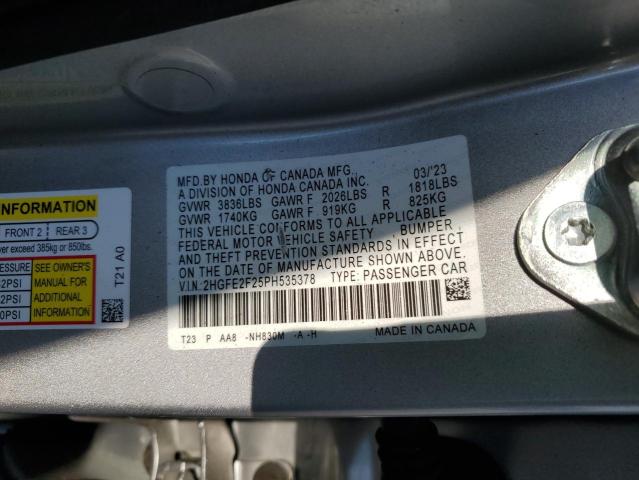 MFD.BY HONDA OF CANADA MFG. 03/'23
A DIVISION OF HONDA CANADA INC.
GVWR 3836LBS GAWR F 2026LBS R 1818LBS
GVWR 1740KG GAWR F 919KG R 825KG
THIS VEHICLE CONFORMS TO ALL APPLICABLE
FEDERAL MOTOR VEHICLE SAFETY, BUMPER,
AND THEFT PREVENTION STANDARDS IN EFFECT
ON THE DATE OF MANUFACTURE SHOWN ABOVE.
V.I.N:2HGFE2F25PH535378 TYPE: PASSENGER CAR
T23 P AA8 -NH830M -A -H MADE IN CANADA
INFORMATION
FRONT 2 REAR 3
exceed 385kg or 850lbs.
SEE OWNER'S
MANUAL FOR
ADDITIONAL
INFORMATION
2PSI
2PSI
0PSI
T21 A0